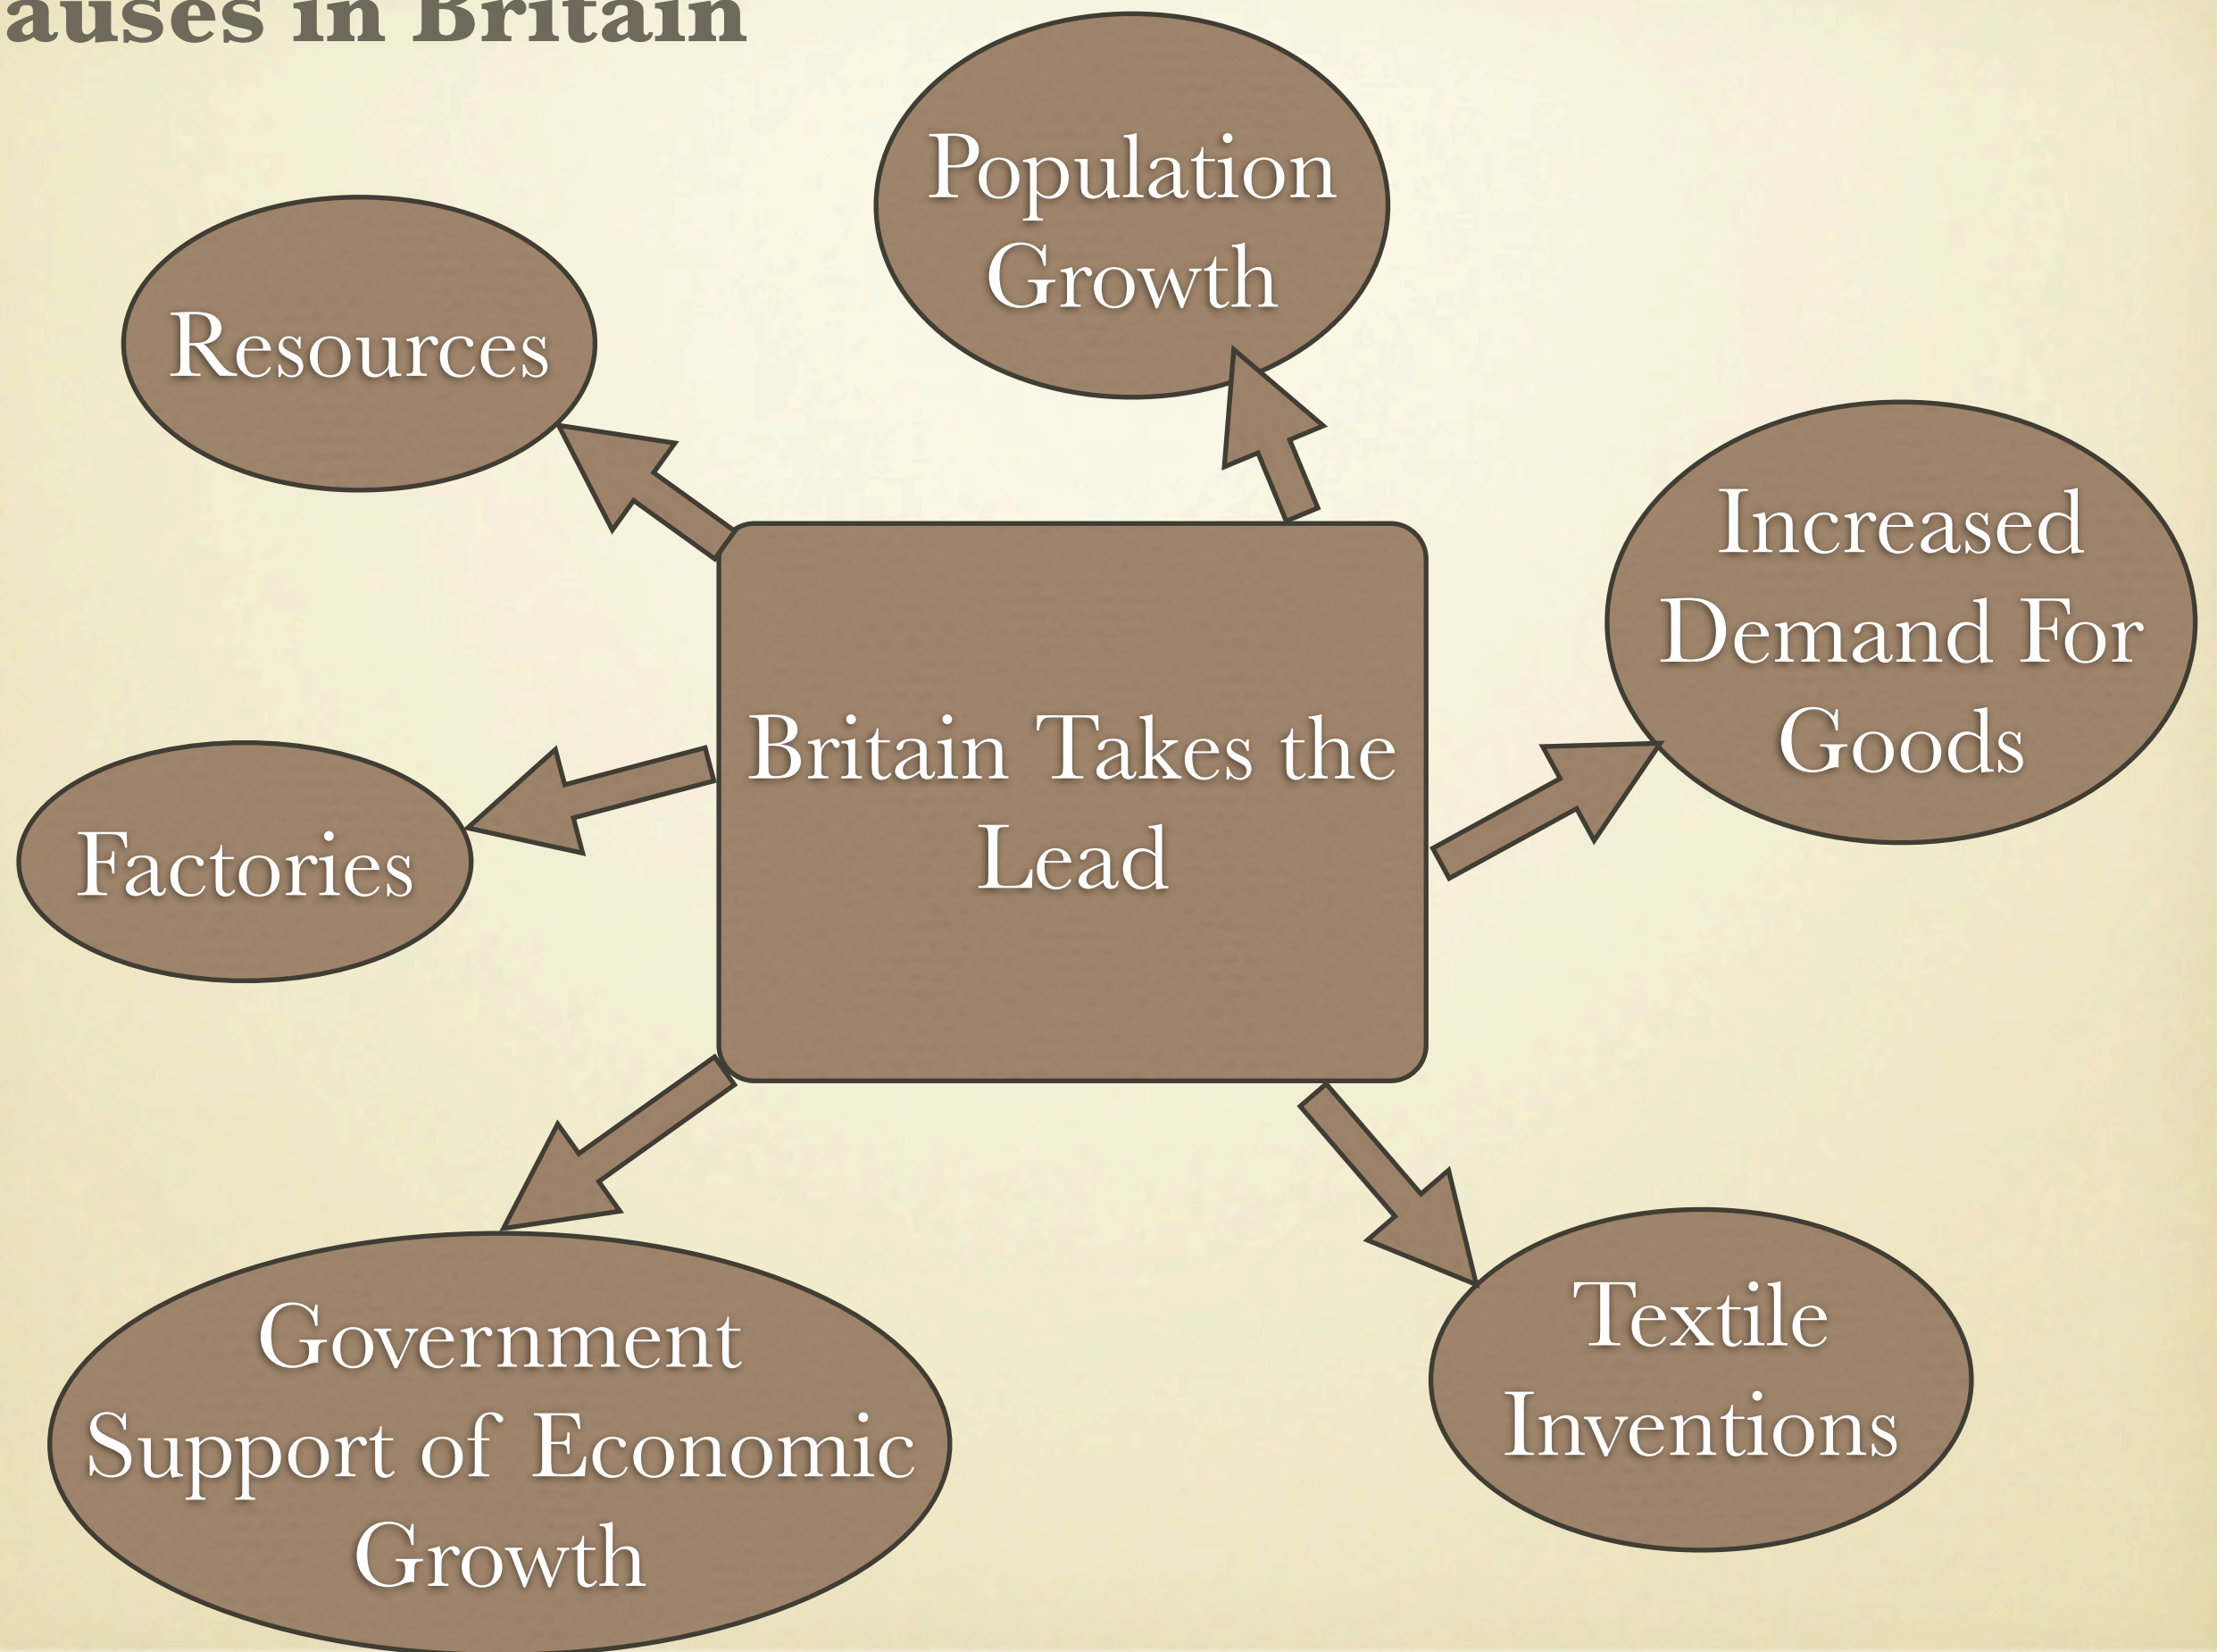 auses in Britain
Population
Growth
Resources
Increased
Demand For
Goods
Britain Takes the
Lead
Factories
Government
Support of Economic
Growth
Textile
Inventions